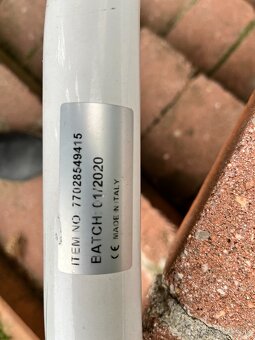 ITEM NO 77028549415
BATCH 01/2020
CE MADE IN ITALY